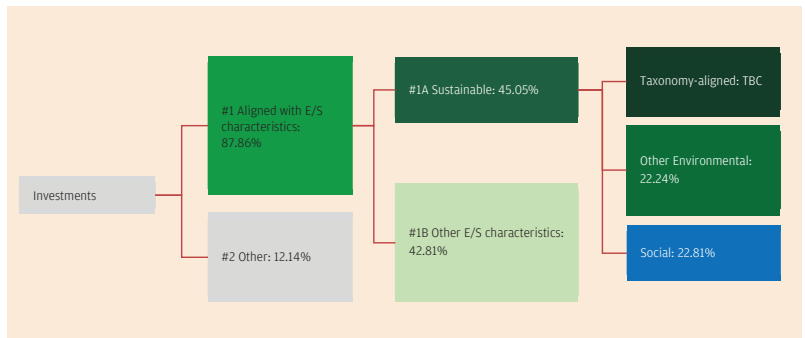 Investments
#1 Aligned with E/S
characteristics:
87.86%
#2 Other: 12.14%
#1A Sustainable: 45.05%
#1B Other E/S characteristics:
42.81%
Taxonomy-aligned: TBC
Other Environmental:
22.24%
Social: 22.81%